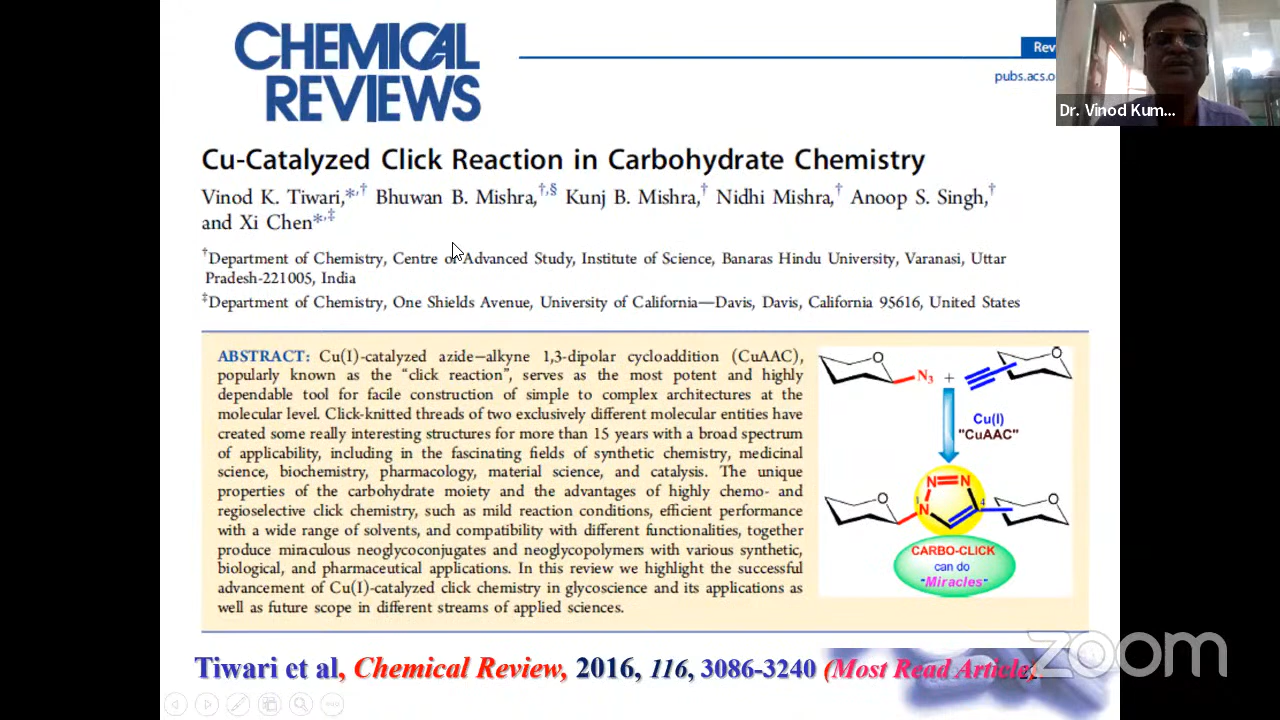 CHEMICAL
REVIEWS
Rev
pubs.acs.o
Dr. Vinod Kum...
Cu-Catalyzed Click Reaction in Carbohydrate Chemistry
Vinod K. Tiwari,*,† Bhuwan B. Mishra,†,§ Kunj B. Mishra,† Nidhi Mishra,† Anoop S. Singh,†
and Xi Chen*,‡
†Department of Chemistry, Centre of Advanced Study, Institute of Science, Banaras Hindu University, Varanasi, Uttar
Pradesh-221005, India
‡Department of Chemistry, One Shields Avenue, University of California—Davis, Davis, California 95616, United States
ABSTRACT: Cu(I)-catalyzed azide−alkyne 1,3-dipolar cycloaddition (CuAAC),
popularly known as the “click reaction”, serves as the most potent and highly
dependable tool for facile construction of simple to complex architectures at the
molecular level. Click-knitted threads of two exclusively different molecular entities have
created some really interesting structures for more than 15 years with a broad spectrum
of applicability, including in the fascinating fields of synthetic chemistry, medicinal
science, biochemistry, pharmacology, material science, and catalysis. The unique
properties of the carbohydrate moiety and the advantages of highly chemo- and
regioselective click chemistry, such as mild reaction conditions, efficient performance
with a wide range of solvents, and compatibility with different functionalities, together
produce miraculous neoglycoconjugates and neoglycopolymers with various synthetic,
biological, and pharmaceutical applications. In this review we highlight the successful
advancement of Cu(I)-catalyzed click chemistry in glycoscience and its applications as
well as future scope in different streams of applied sciences.
O
N3
+
O
Cu(I)
"CuAAC"
O
N=N
1
N
4
O
CARBO-CLICK
can do
"Miracles"
Tiwari et al, Chemical Review, 2016, 116, 3086-3240 (Most Read Article).
zoom